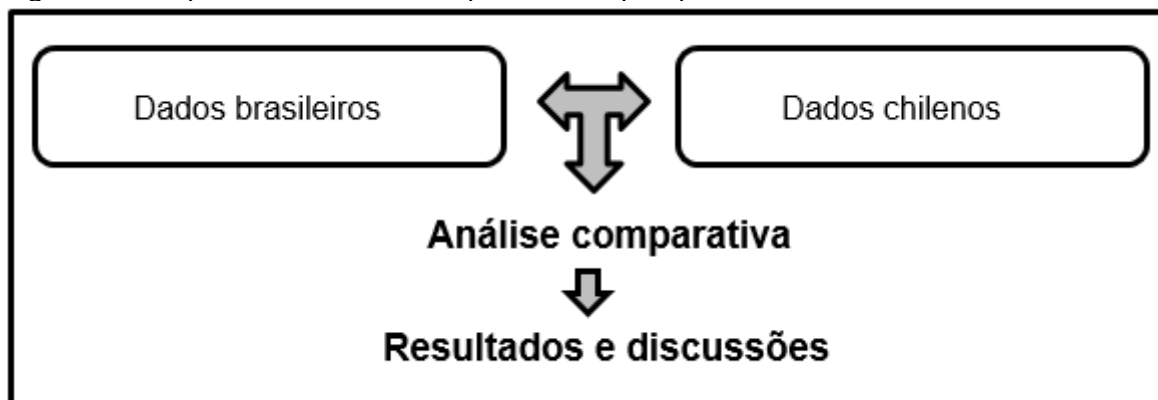 Dados brasileiros
Dados chilenos
Análise comparativa
Resultados e discussões